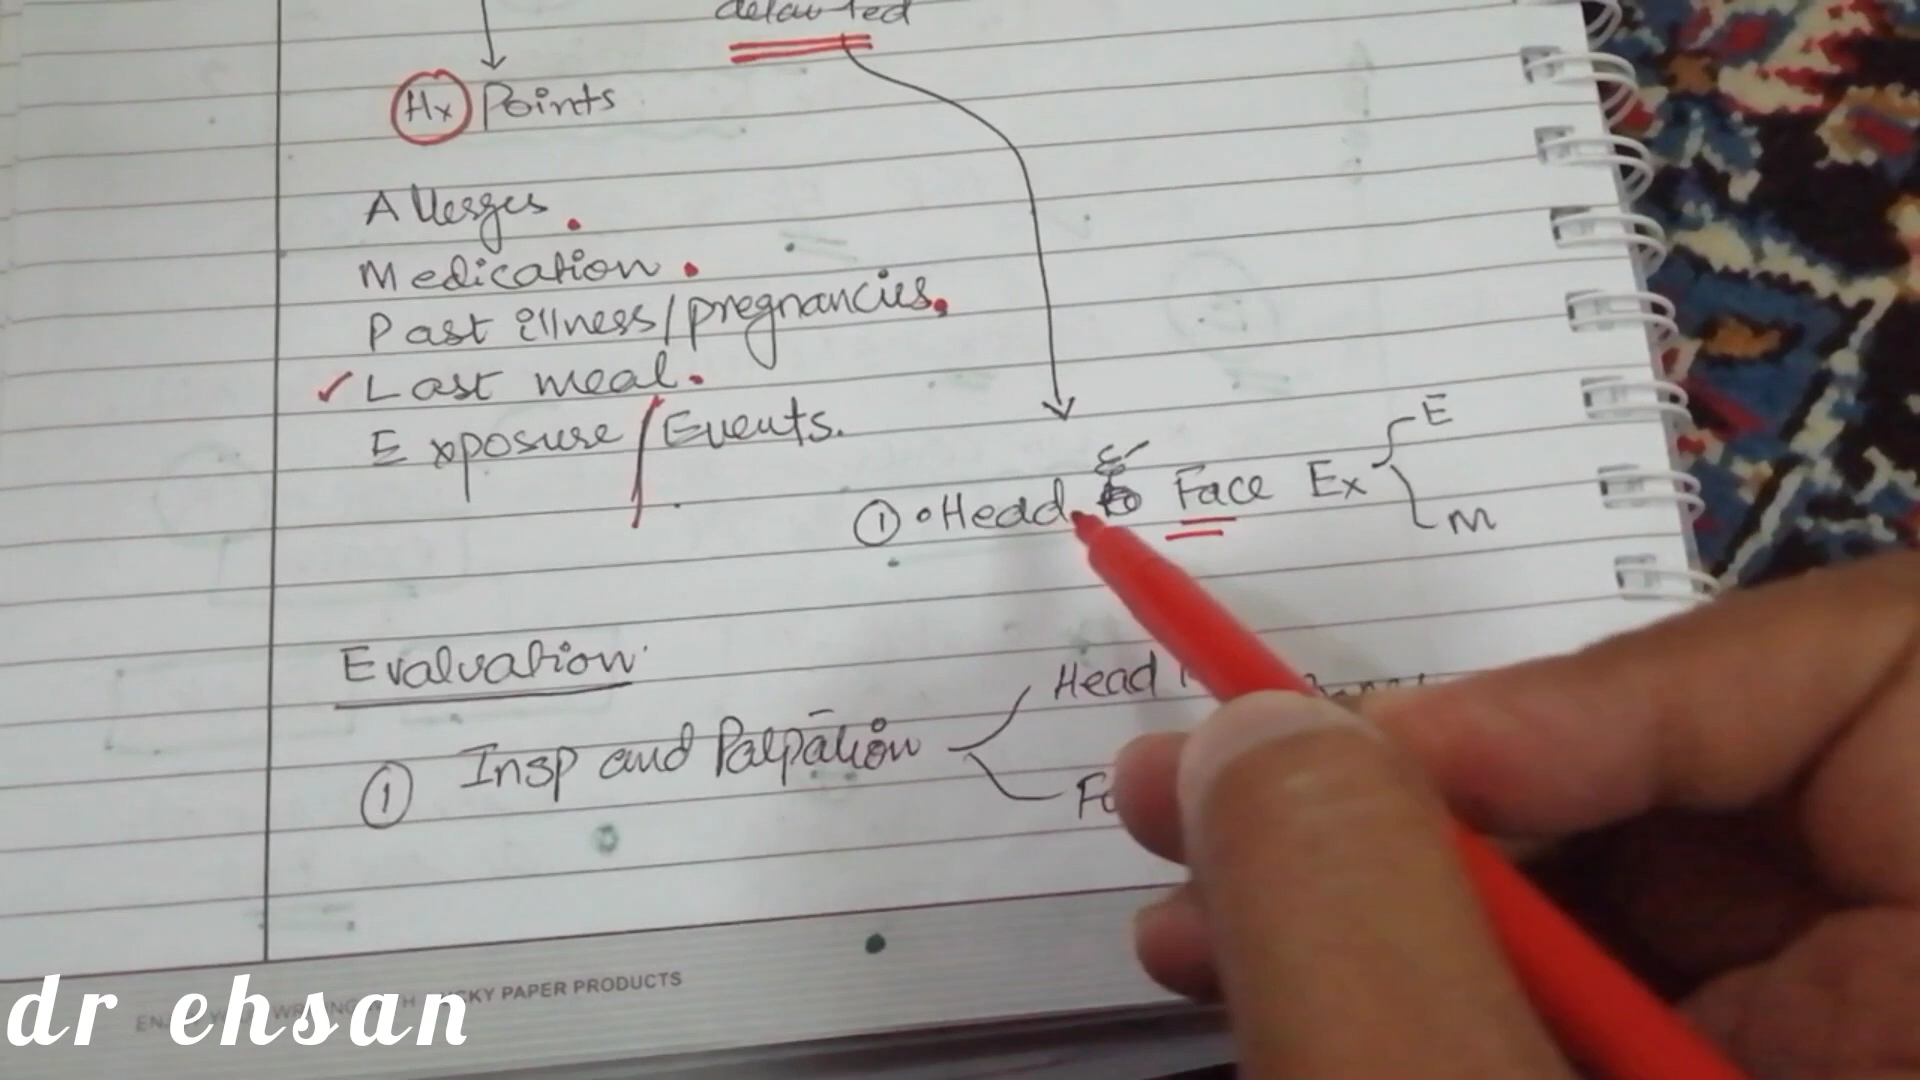 Hx Points
Allerges
Medication
Past illness/pregnancies
Last meal
Exposure/Events.
① Head & Face Ex
E
M
Evaluation
① Insp and Palpation
Head
PAPER PRODUCTS
dr ehsan